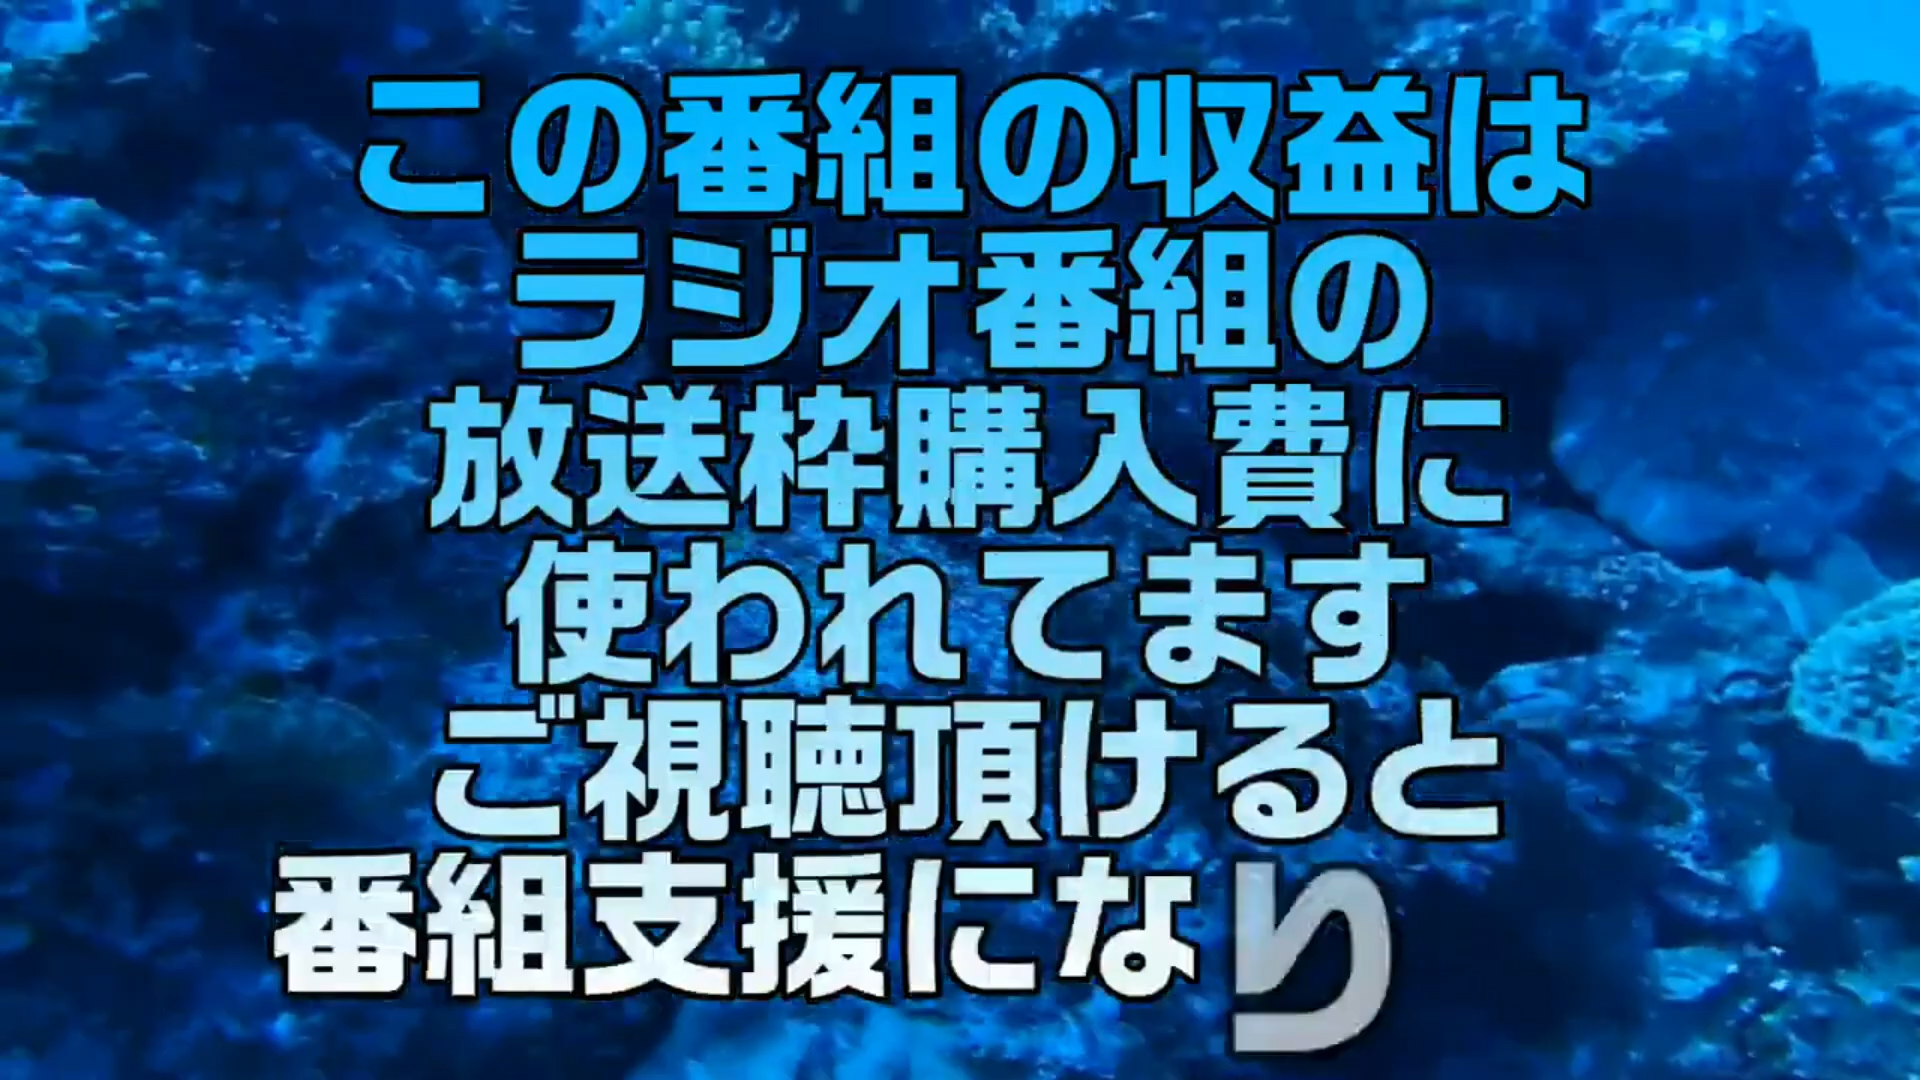 この番組の収益は
ラジオ番組の
放送枠購入費に
使われてます
ご視聴頂けると
番組支援になり